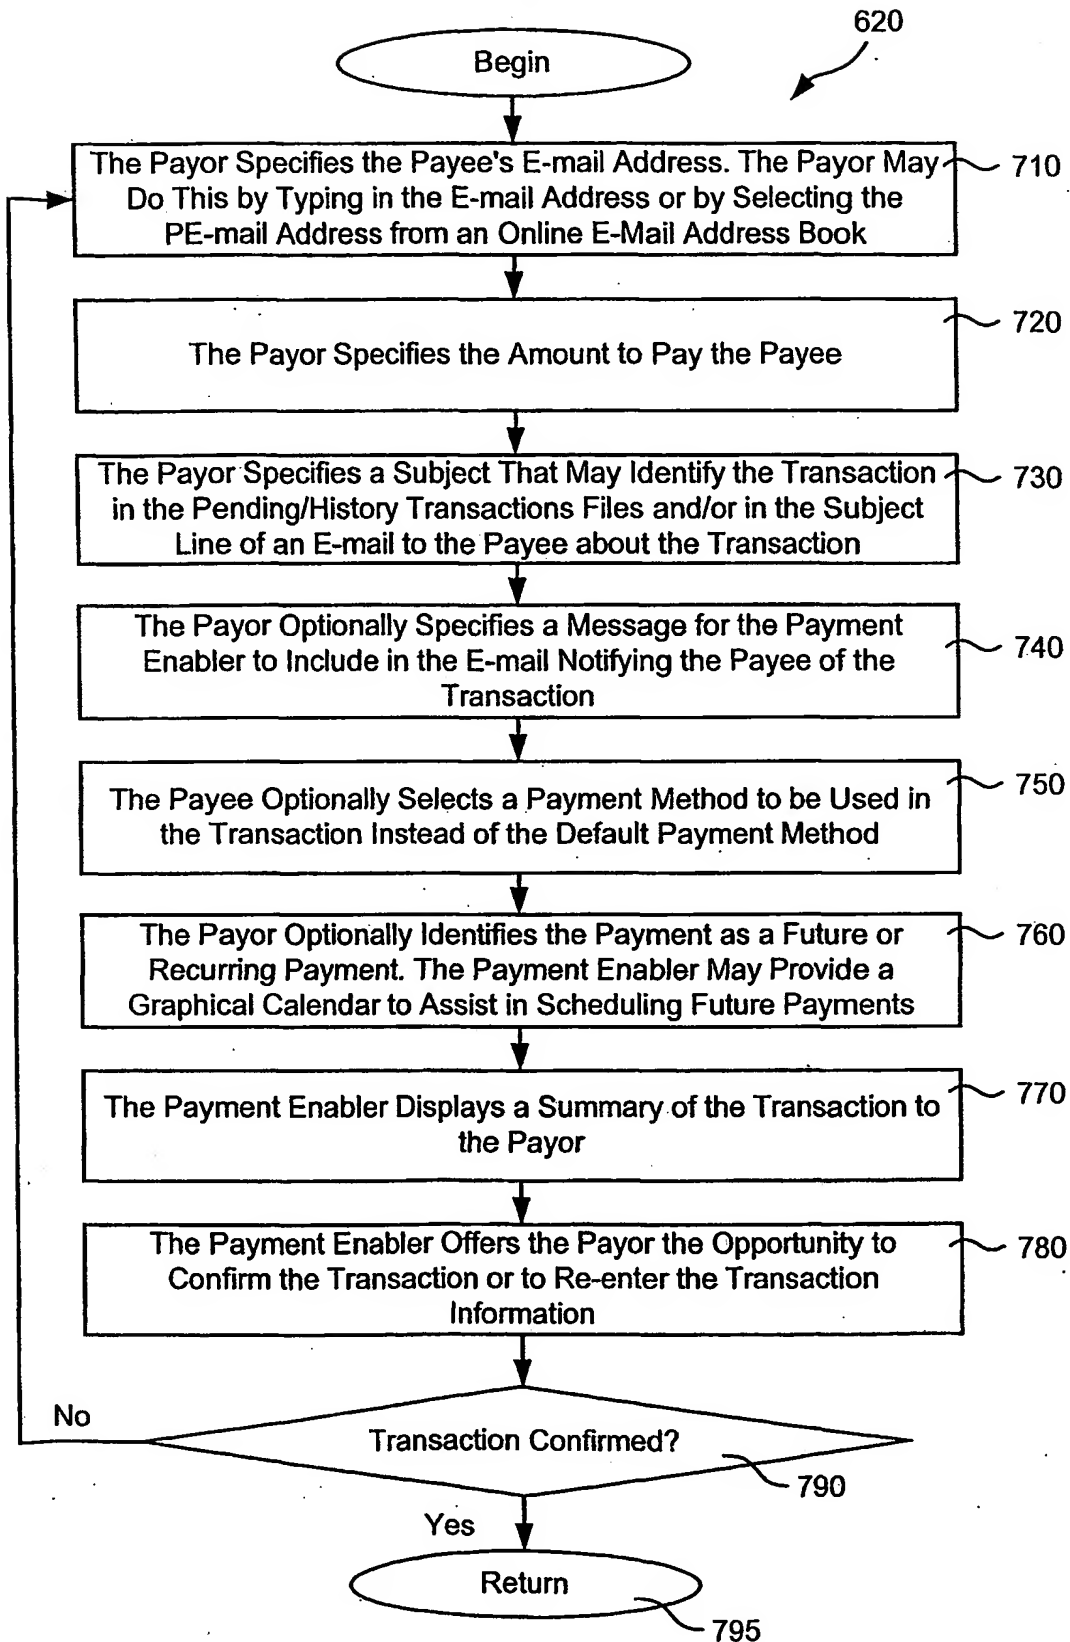 620
Begin
The Payor Specifies the Payee's E-mail Address. The Payor May
Do This by Typing in the E-mail Address or by Selecting the
PE-mail Address from an Online E-Mail Address Book
710
The Payor Specifies the Amount to Pay the Payee
720
The Payor Specifies a Subject That May Identify the Transaction
in the Pending/History Transactions Files and/or in the Subject
Line of an E-mail to the Payee about the Transaction
730
The Payor Optionally Specifies a Message for the Payment
Enabler to Include in the E-mail Notifying the Payee of the
Transaction
740
The Payee Optionally Selects a Payment Method to be Used in
the Transaction Instead of the Default Payment Method
750
The Payor Optionally Identifies the Payment as a Future or
Recurring Payment. The Payment Enabler May Provide a
Graphical Calendar to Assist in Scheduling Future Payments
760
The Payment Enabler Displays a Summary of the Transaction to
the Payor
770
The Payment Enabler Offers the Payor the Opportunity to
Confirm the Transaction or to Re-enter the Transaction
Information
780
No
Transaction Confirmed?
790
Yes
Return
795